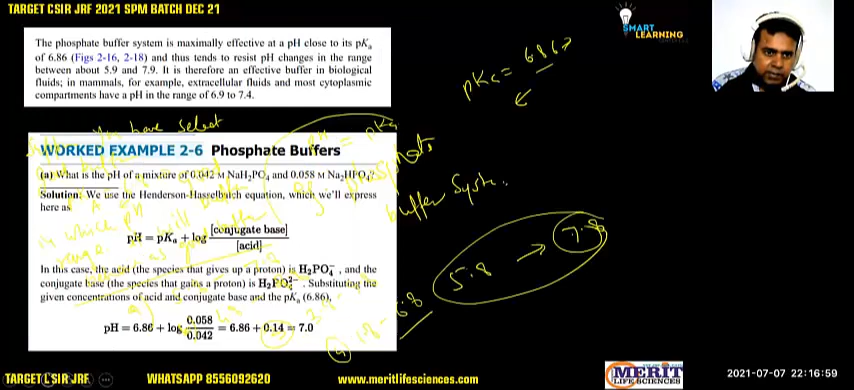 TARGET CSIR JRF 2021 SPM BATCH DEC 21
SMART
LEARNING
The phosphate buffer system is maximally effective at a pH close to its pKa
of 6.86 (Figs 2-16, 2-18) and thus tends to resist pH changes in the range
between about 5.9 and 7.9. It is therefore an effective buffer in biological
fluids; in mammals, for example, extracellular fluids and most cytoplasmic
compartments have a pH in the range of 6.9 to 7.4.
you have select
WORKED EXAMPLE 2-6 Phosphate Buffers
(a) What is the pH of a mixture of 0.042 M NaH2PO4 and 0.058 M Na2HPO4?
Solution: We use the Henderson-Hasselbalch equation, which we'll express
here as
pH = pKa + log [conjugate base]
[acid]
In this case, the acid (the species that gives up a proton) is H2PO4−, and the
conjugate base (the species that gains a proton) is H2PO42−. Substituting the
given concentrations of acid and conjugate base and the pKa (6.86),
pH = 6.86 + log 0.058/0.042 = 6.86 + 0.14 = 7.0
pKa =
Buffer System
5.8 → 7.8
TARGET CSIR JRF
WHATSAPP 8556092620
www.meritlifesciences.com
MERIT
LIFE SCIENCES
2021-07-07 22:16:59